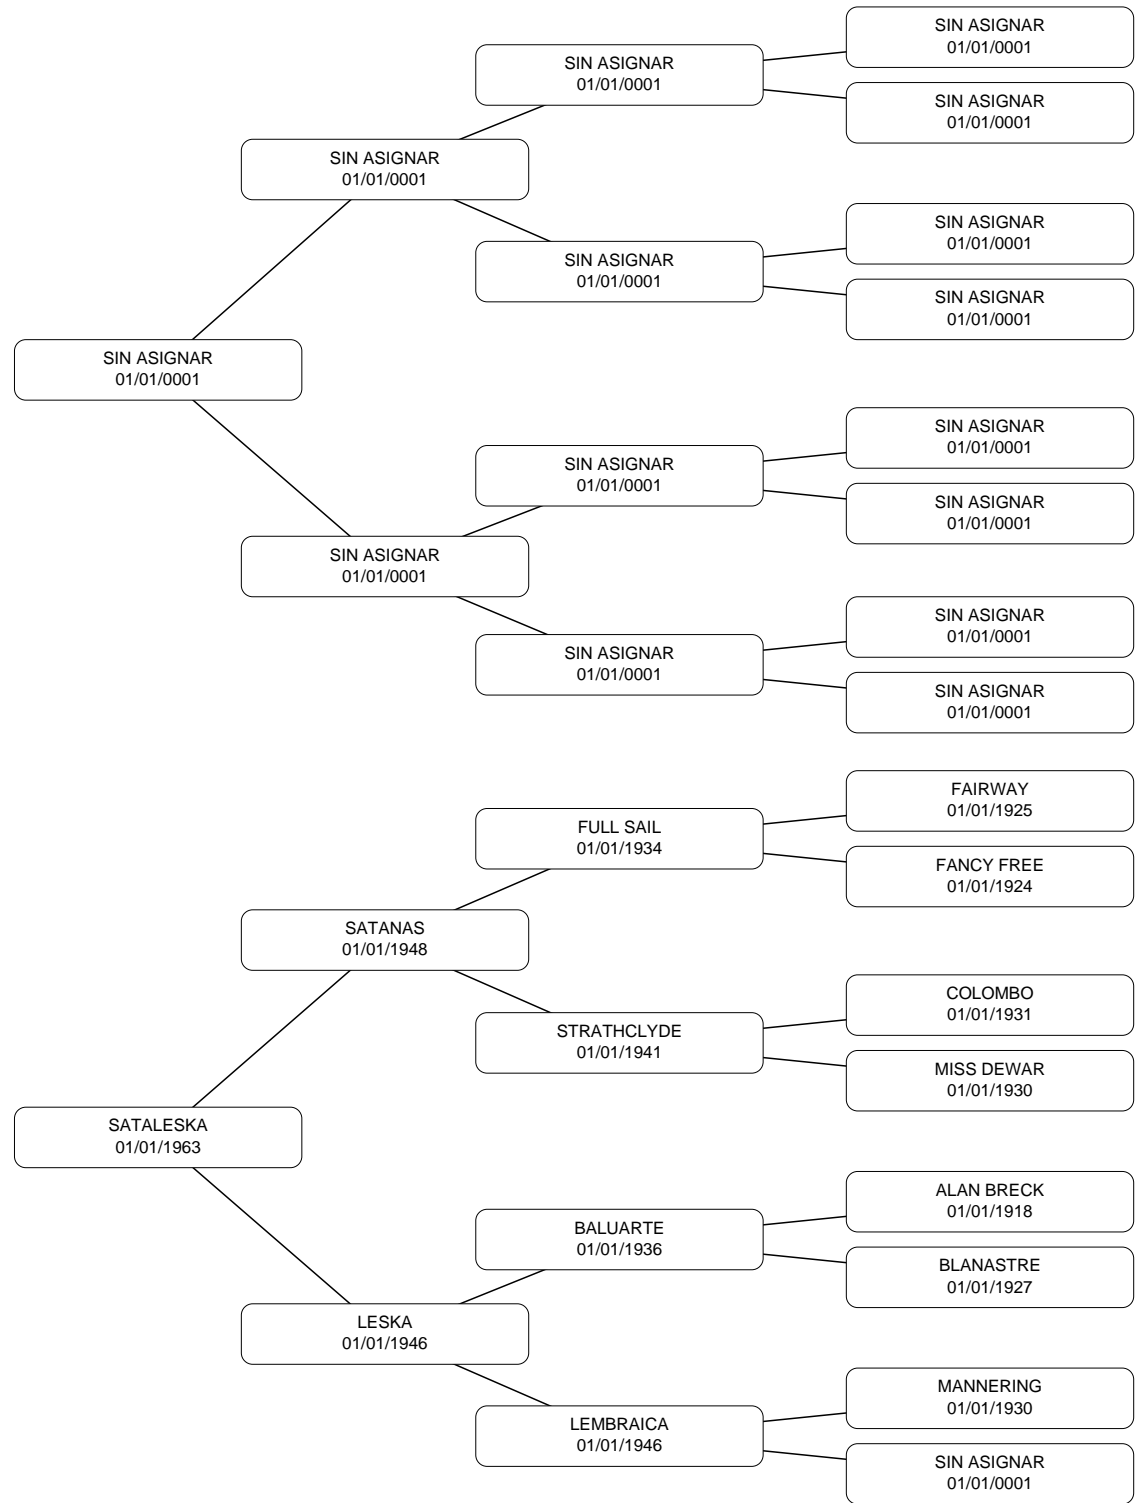 SIN ASIGNAR
01/01/0001
SIN ASIGNAR
01/01/0001
SIN ASIGNAR
01/01/0001
SIN ASIGNAR
01/01/0001
SIN ASIGNAR
01/01/0001
SIN ASIGNAR
01/01/0001
SIN ASIGNAR
01/01/0001
SIN ASIGNAR
01/01/0001
SIN ASIGNAR
01/01/0001
SIN ASIGNAR
01/01/0001
SIN ASIGNAR
01/01/0001
SIN ASIGNAR
01/01/0001
SIN ASIGNAR
01/01/0001
SIN ASIGNAR
01/01/0001
SIN ASIGNAR
01/01/0001
FAIRWAY
01/01/1925
FULL SAIL
01/01/1934
FANCY FREE
01/01/1924
SATANAS
01/01/1948
COLOMBO
01/01/1931
STRATHCLYDE
01/01/1941
MISS DEWAR
01/01/1930
SATALESKA
01/01/1963
ALAN BRECK
01/01/1918
BALUARTE
01/01/1936
BLANASTRE
01/01/1927
LESKA
01/01/1946
MANNERING
01/01/1930
LEMBRAICA
01/01/1946
SIN ASIGNAR
01/01/0001